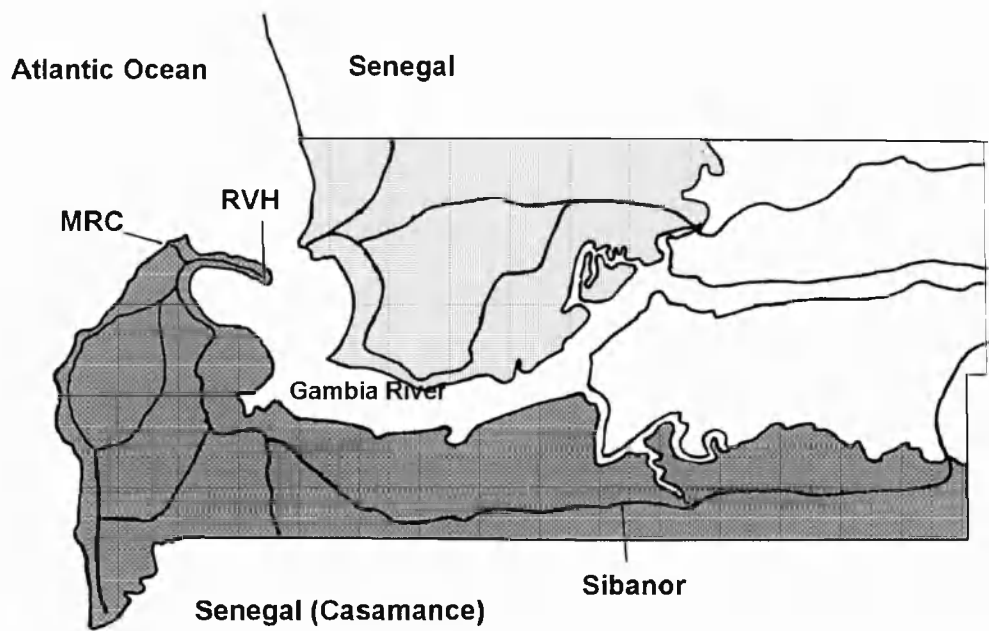 Atlantic Ocean
Senegal
RVH
MRC
Gambia River
Sibanor
Senegal (Casamance)